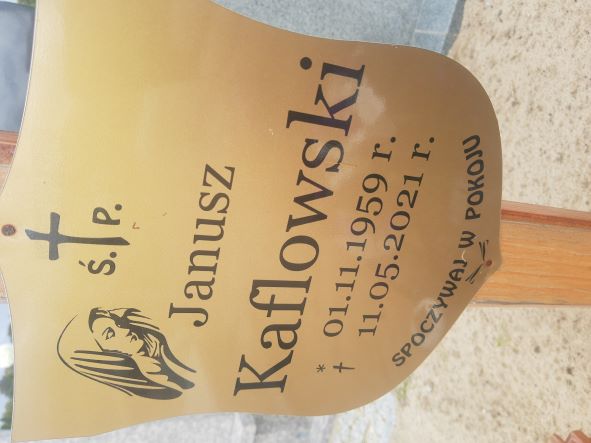 Ś. P.
Janusz
Kaflowski
* 01.11.1959 r.
† 11.05.2021 r.
SPOCZYWAJ W POKOJU